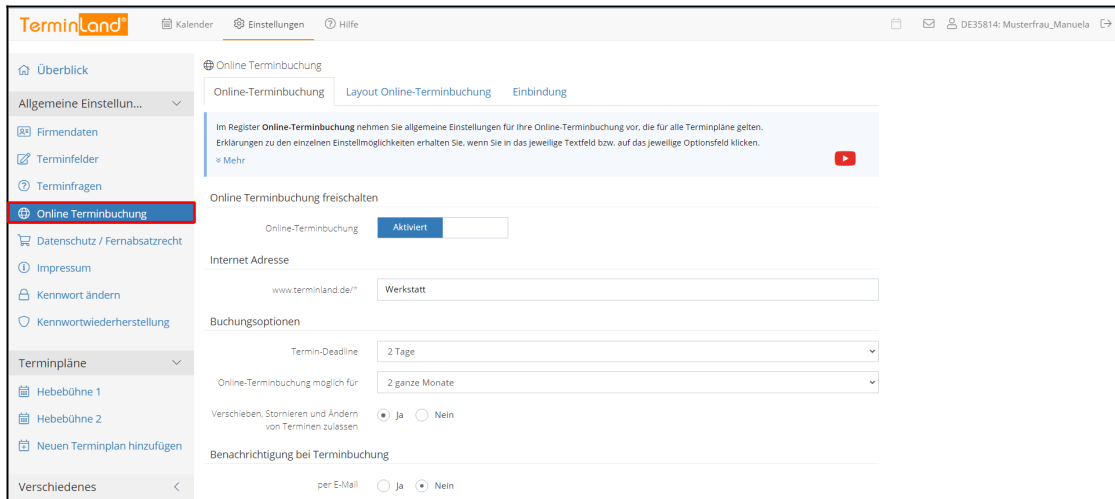 Terminland®
Kalender
Einstellungen
Hilfe
DE35814: Musterfrau_Manuela
Überblick
Allgemeine Einstellun...
Firmendaten
Terminfelder
Terminfragen
Online Terminbuchung
Datenschutz / Fernabsatzrecht
Impressum
Kennwort ändern
Kennwortwiederherstellung
Terminpläne
Hebebühne 1
Hebebühne 2
Neuen Terminplan hinzufügen
Verschiedenes
Online Terminbuchung
Online-Terminbuchung
Layout Online-Terminbuchung
Einbindung
Im Register Online-Terminbuchung nehmen Sie allgemeine Einstellungen für Ihre Online-Terminbuchung vor, die für alle Terminpläne gelten.
Erklärungen zu den einzelnen Einstellmöglichkeiten erhalten Sie, wenn Sie in das jeweilige Textfeld bzw. auf das jeweilige Optionsfeld klicken.
Mehr
Online Terminbuchung freischalten
Online-Terminbuchung
Aktiviert
Internet Adresse
www.terminland.de/*
Werkstatt
Buchungsoptionen
Termin-Deadline
2 Tage
Online-Terminbuchung möglich für
2 ganze Monate
Verschieben, Stornieren und Ändern
von Terminen zulassen
Ja
Nein
Benachrichtigung bei Terminbuchung
per E-Mail
Ja
Nein